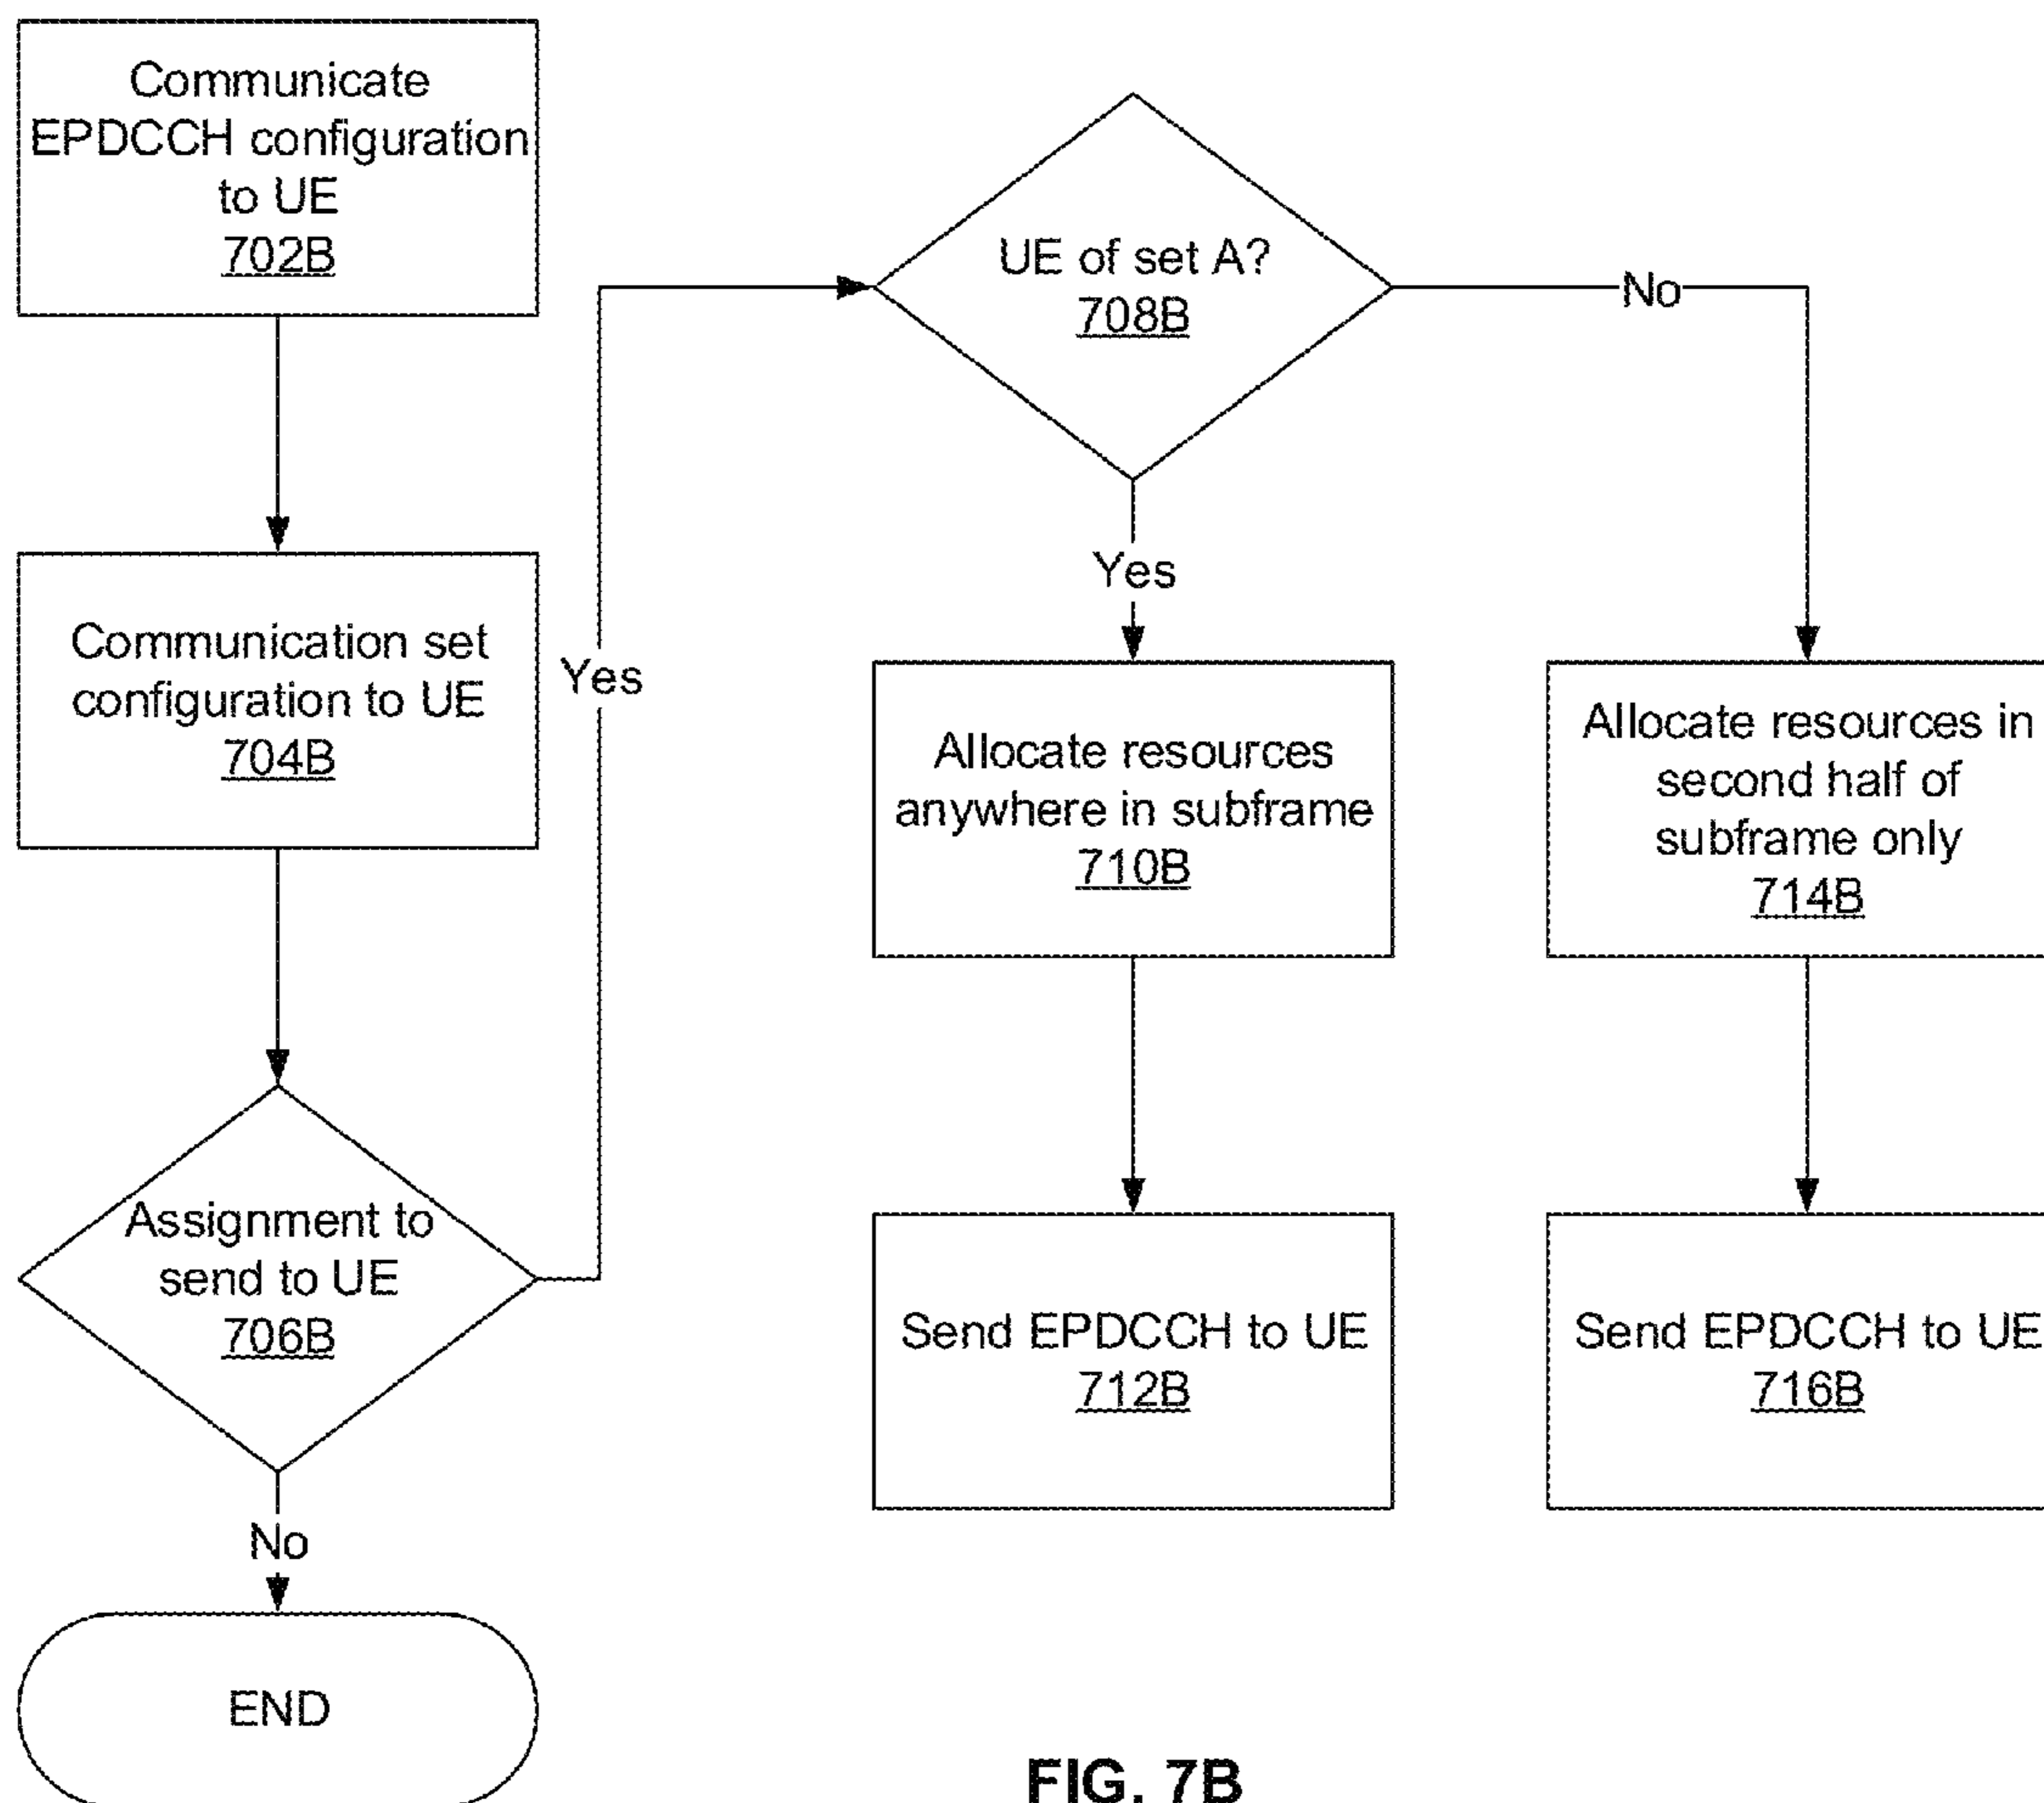 Communicate
EPDCCH configuration
to UE
702B
Communication set
configuration to UE
704B
Assignment to
send to UE
706B
Yes
No
END
UE of set A?
708B
Yes
No
Allocate resources
anywhere in subframe
710B
Send EPDCCH to UE
712B
Allocate resources in
second half of
subframe only
714B
Send EPDCCH to UE
716B
FIG. 7B